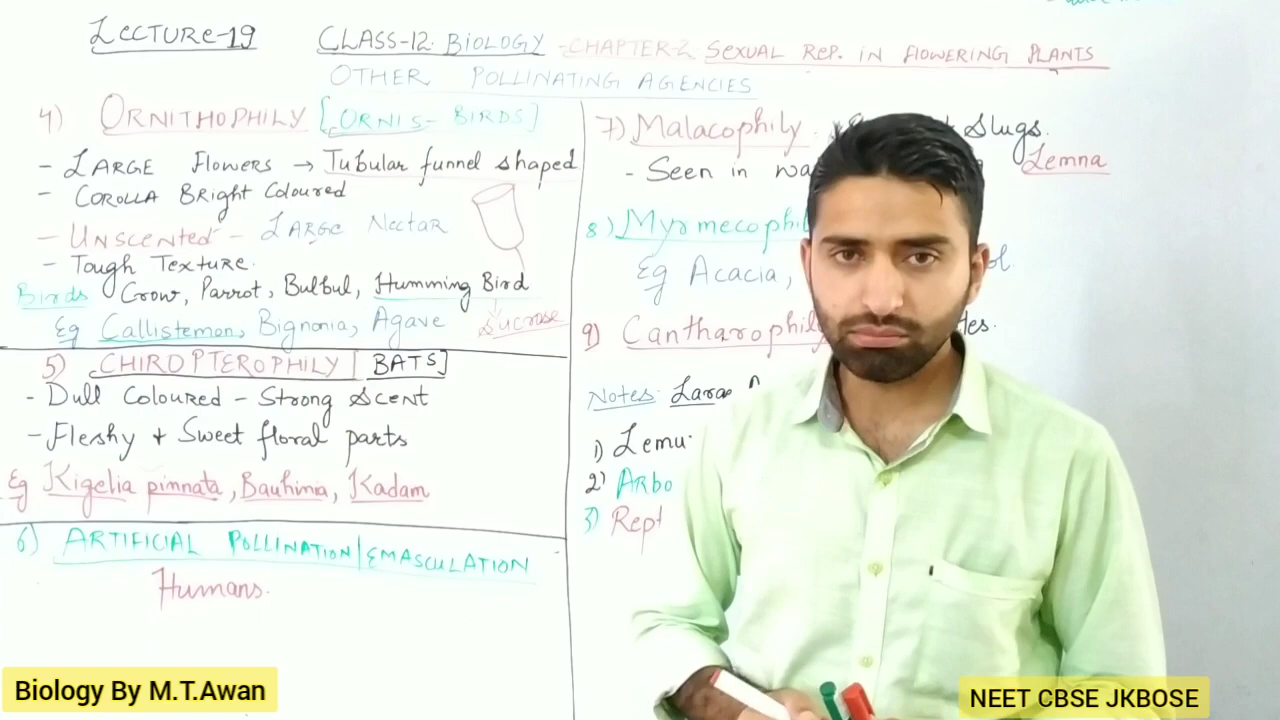 LECTURE-19 CLASS-12 BIOLOGY CHAPTER-2 SEXUAL REP. IN FLOWERING PLANTS
OTHER POLLINATING AGENCIES
4) ORNITHOPHILY [ORNIS- BIRDS]
- LARGE Flowers → Tubular funnel shaped
- COROLLA BRight Coloured
- UNSCENTED - LARGE Nectar
- Tough Texture.
Birds Crow, Parrot, Bulbul, Humming Bird
Eg Callistemon, Bignonia, Agave Sucrose
5) CHIROPTEROPHILY [BATS]
- Dull Coloured - Strong SCENT
- Fleshy + Sweet floral parts
Eg Kigelia pinnata, Bauhinia, Kadam
6) ARTIFICIAL POLLINATION/EMASCULATION
Humans.
7) Malacophily. Slugs.
- Seen in Lemna
8) Myrmecophil
Eg Acacia,
9) Cantharophily
Notes:
1) Lemu
2) Arbo
3) Rept
Biology By M.T.Awan
NEET CBSE JKBOSE